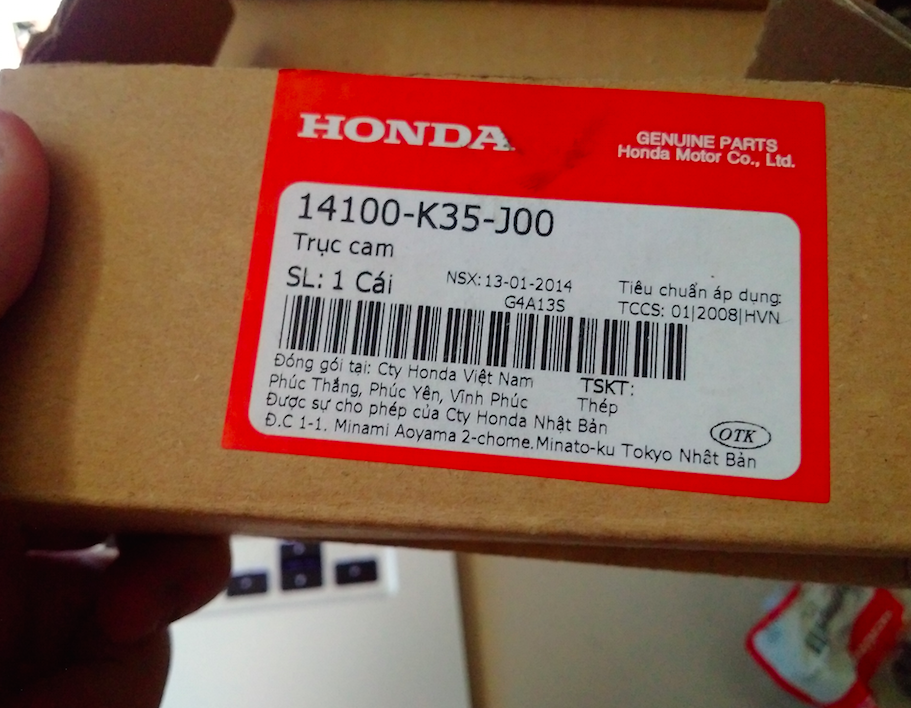 HONDA
GENUINE PARTS
Honda Motor Co., Ltd.
14100-K35-J00
Trục cam
SL: 1 Cái
NSX: 13-01-2014
G4A13S
Tiêu chuẩn áp dụng:
TCCS: 01|2008|HVN
Đóng gói tại: Cty Honda Việt Nam
Phúc Thắng, Phúc Yên, Vĩnh Phúc
Được sự cho phép của Cty Honda Nhật Bản
Đ.C 1-1. Minami Aoyama 2-chome.Minato-ku Tokyo Nhât Bản
TSKT:
Thép
OTK